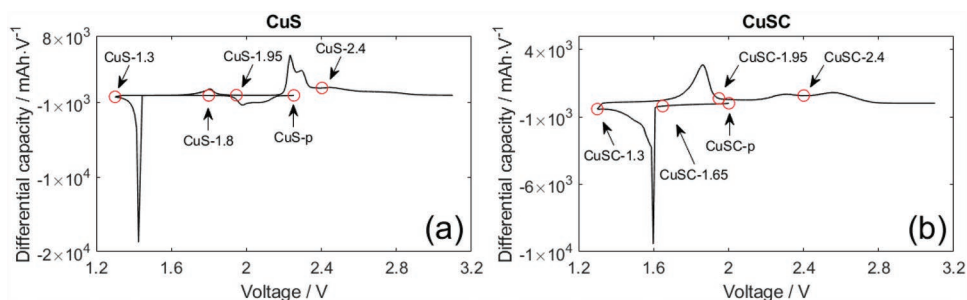 CuS
8×10³
-1×10³
-1×10⁴
-2×10⁴
Differential capacity / mAh·V⁻¹
CuS-1.3
CuS-1.95
CuS-2.4
CuS-1.8
CuS-p
(a)
1.2 1.6 2 2.4 2.8 3.2
Voltage / V
CuSC
4×10³
-1×10³
-6×10³
-1×10⁴
Differential capacity / mAh·V⁻¹
CuSC-1.95
CuSC-2.4
CuSC-p
CuSC-1.3
CuSC-1.65
(b)
1.2 1.6 2 2.4 2.8 3.2
Voltage / V